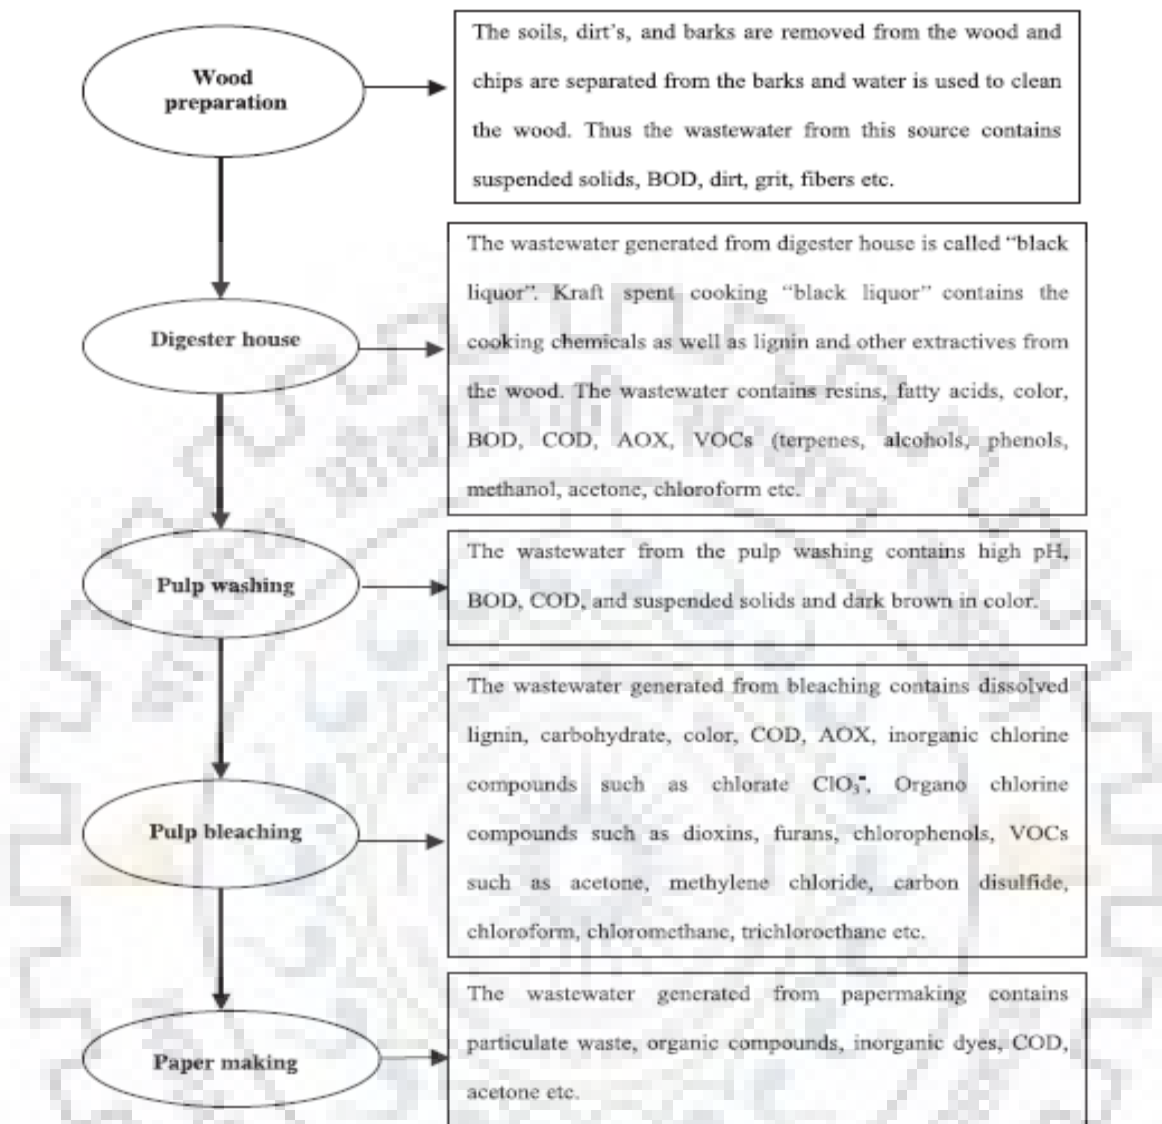 Wood
preparation
The soils, dirt's, and barks are removed from the wood and
chips are separated from the barks and water is used to clean
the wood. Thus the wastewater from this source contains
suspended solids, BOD, dirt, grit, fibers etc.
Digester house
The wastewater generated from digester house is called “black
liquor”. Kraft spent cooking “black liquor” contains the
cooking chemicals as well as lignin and other extractives from
the wood. The wastewater contains resins, fatty acids, color,
BOD, COD, AOX, VOCs (terpenes, alcohols, phenols,
methanol, acetone, chloroform etc.
Pulp washing
The wastewater from the pulp washing contains high pH,
BOD, COD, and suspended solids and dark brown in color.
Pulp bleaching
The wastewater generated from bleaching contains dissolved
lignin, carbohydrate, color, COD, AOX, inorganic chlorine
compounds such as chlorate ClO₃⁻, Organo chlorine
compounds such as dioxins, furans, chlorophenols, VOCs
such as acetone, methylene chloride, carbon disulfide,
chloroform, chloromethane, trichloroethane etc.
Paper making
The wastewater generated from papermaking contains
particulate waste, organic compounds, inorganic dyes, COD,
acetone etc.